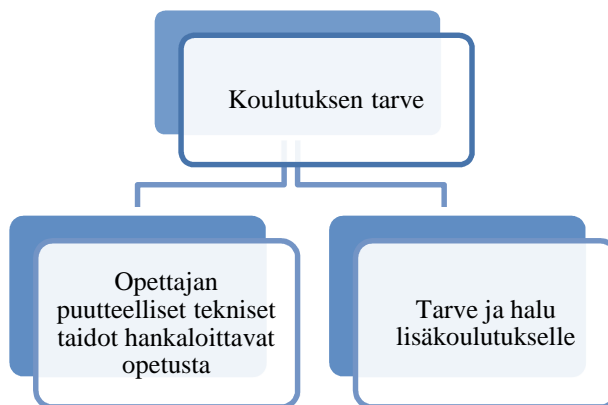 Koulutuksen tarve
Opettajan
puutteelliset tekniset
taidot hankaloittavat
opetusta
Tarve ja halu
lisäkoulutukselle